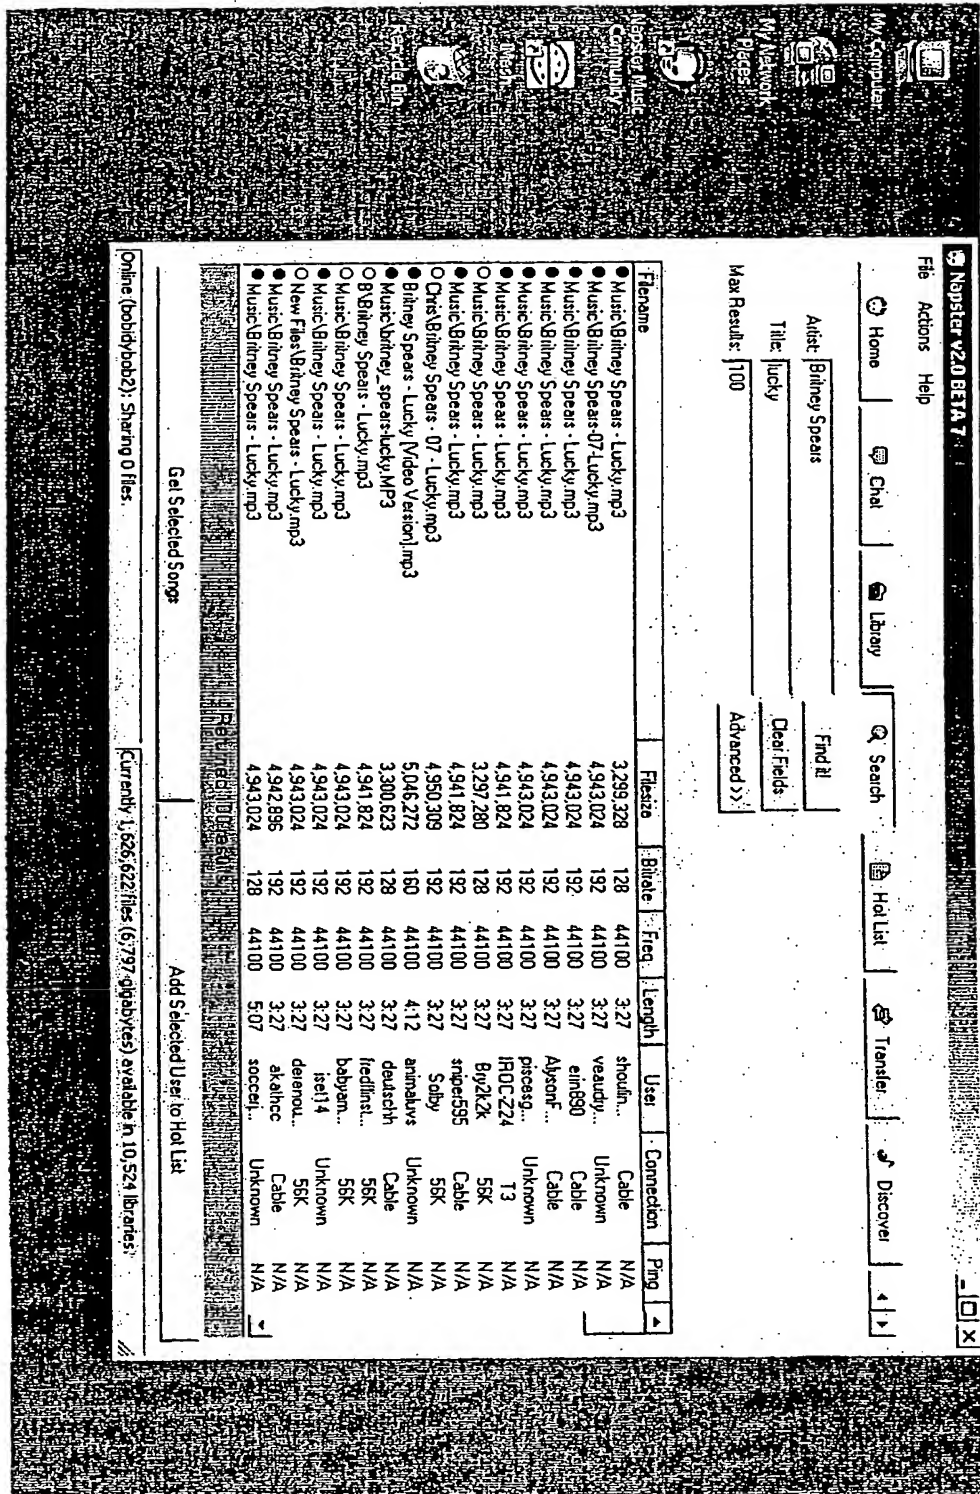 My Computer
My Network Places
Napster Music Community
Recycle Bin
Napster v2.0 BETA 7
File Actions Help
Home Chat Library Search Hot List Transfer Discover
Artist: Britney Spears Find it!
Title: lucky Clear Fields
Max Results: 100 Advanced >>
Filename Filesize Bitrate Freq Length User Connection Ping
Music\Britney Spears - Lucky.mp3 3,299,328 128 44100 3:27 shoulin... Cable N/A
Music\Britney Spears-07-Lucky.mp3 4,943,024 192 44100 3:27 veaudry... Unknown N/A
Music\Britney Spears - Lucky.mp3 4,943,024 192 44100 3:27 erin890 Cable N/A
Music\Britney Spears - Lucky.mp3 4,943,024 192 44100 3:27 AlysonF... Cable N/A
Music\Britney Spears - Lucky.mp3 4,943,024 192 44100 3:27 piscesg... Unknown N/A
Music\Britney Spears - Lucky.mp3 4,941,824 192 44100 3:27 IROC-Z24 T3 N/A
Music\Britney Spears - Lucky.mp3 3,297,280 128 44100 3:27 Bry2k2k 56K N/A
Music\Britney Spears - Lucky.mp3 4,941,824 192 44100 3:27 sniper595 Cable N/A
Chris\Britney Spears - 07 - Lucky.mp3 4,950,309 192 44100 3:27 Solby 56K N/A
Britney Spears - Lucky [Video Version].mp3 5,046,272 160 44100 4:12 animaluvs Unknown N/A
Music\britney_spears-lucky.MP3 3,300,623 128 44100 3:27 deutschh Cable N/A
B\Britney Spears - Lucky.mp3 4,941,824 192 44100 3:27 fredflinst... 56K N/A
Music\Britney Spears - Lucky.mp3 4,943,024 192 44100 3:27 babyam... 56K N/A
Music\Britney Spears - Lucky.mp3 4,943,024 192 44100 3:27 iset14 Unknown N/A
New Files\Britney Spears - Lucky.mp3 4,943,024 192 44100 3:27 derenou... 56K N/A
Music\Britney Spears - Lucky.mp3 4,942,896 192 44100 3:27 akathcc Cable N/A
Music\Britney Spears - Lucky.mp3 4,943,024 128 44100 5:07 soccerj... Unknown N/A
Returned 100 results.
Get Selected Songs Add Selected User to Hot List
Online (bobidybob2): Sharing 0 files. Currently 1,626,622 files (6,797 gigabytes) available in 10,524 libraries.